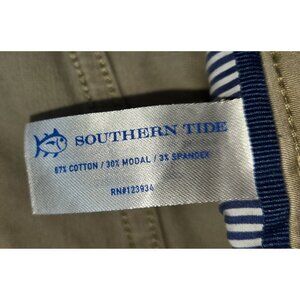 SOUTHERN TIDE
67% COTTON / 30% MODAL / 3% SPANDEX
RN#123934